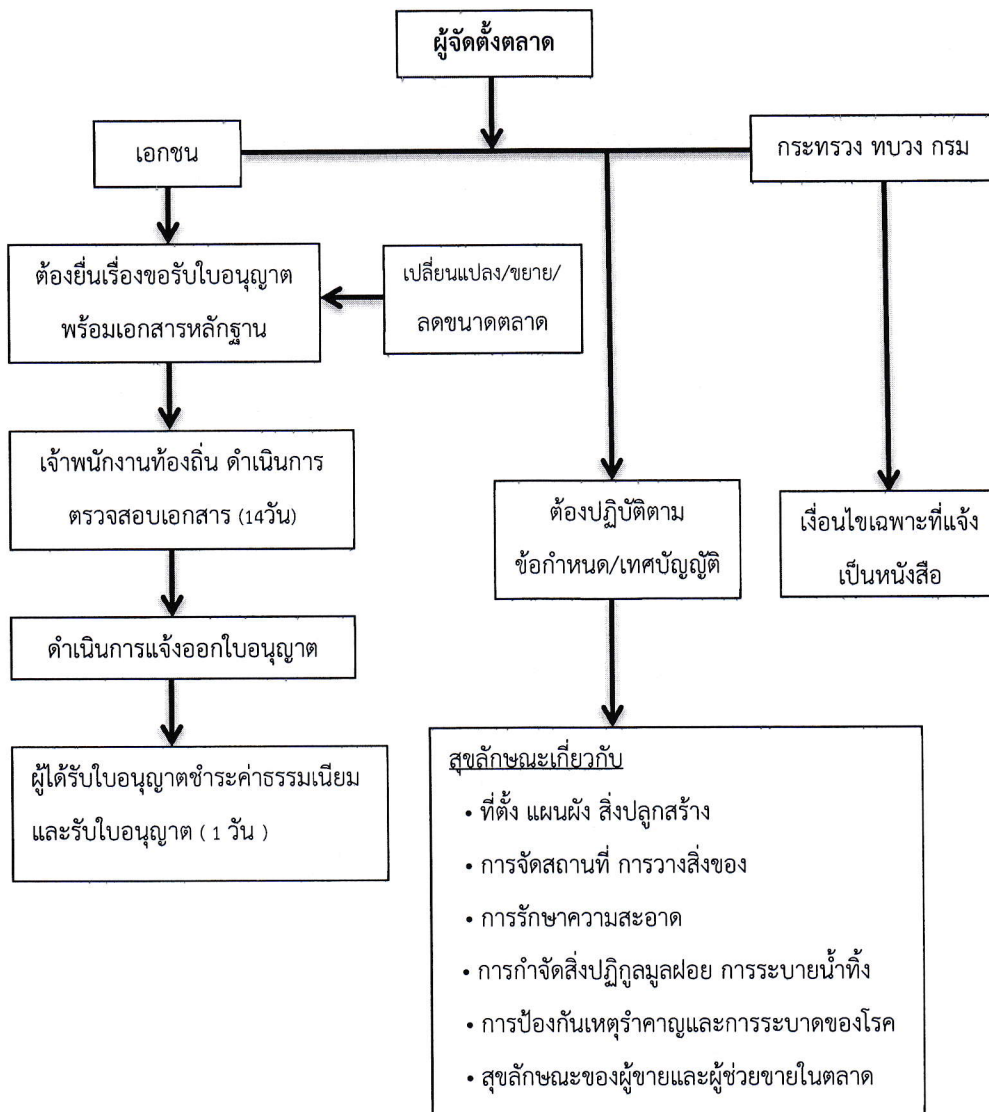 ผู้จัดตั้งตลาด
เอกชน
กระทรวง ทบวง กรม
ต้องยื่นเรื่องขอรับใบอนุญาต
พร้อมเอกสารหลักฐาน
เปลี่ยนแปลง/ขยาย/
ลดขนาดตลาด
เจ้าพนักงานท้องถิ่น ดำเนินการ
ตรวจสอบเอกสาร (14วัน)
ต้องปฏิบัติตาม
ข้อกำหนด/เทศบัญญัติ
เงื่อนไขเฉพาะที่แจ้ง
เป็นหนังสือ
ดำเนินการแจ้งออกใบอนุญาต
ผู้ได้รับใบอนุญาตชำระค่าธรรมเนียม
และรับใบอนุญาต ( 1 วัน )
สุขลักษณะเกี่ยวกับ
• ที่ตั้ง แผนผัง สิ่งปลูกสร้าง
• การจัดสถานที่ การวางสิ่งของ
• การรักษาความสะอาด
• การกำจัดสิ่งปฏิกูลมูลฝอย การระบายน้ำทิ้ง
• การป้องกันเหตุรำคาญและการระบาดของโรค
• สุขลักษณะของผู้ขายและผู้ช่วยขายในตลาด